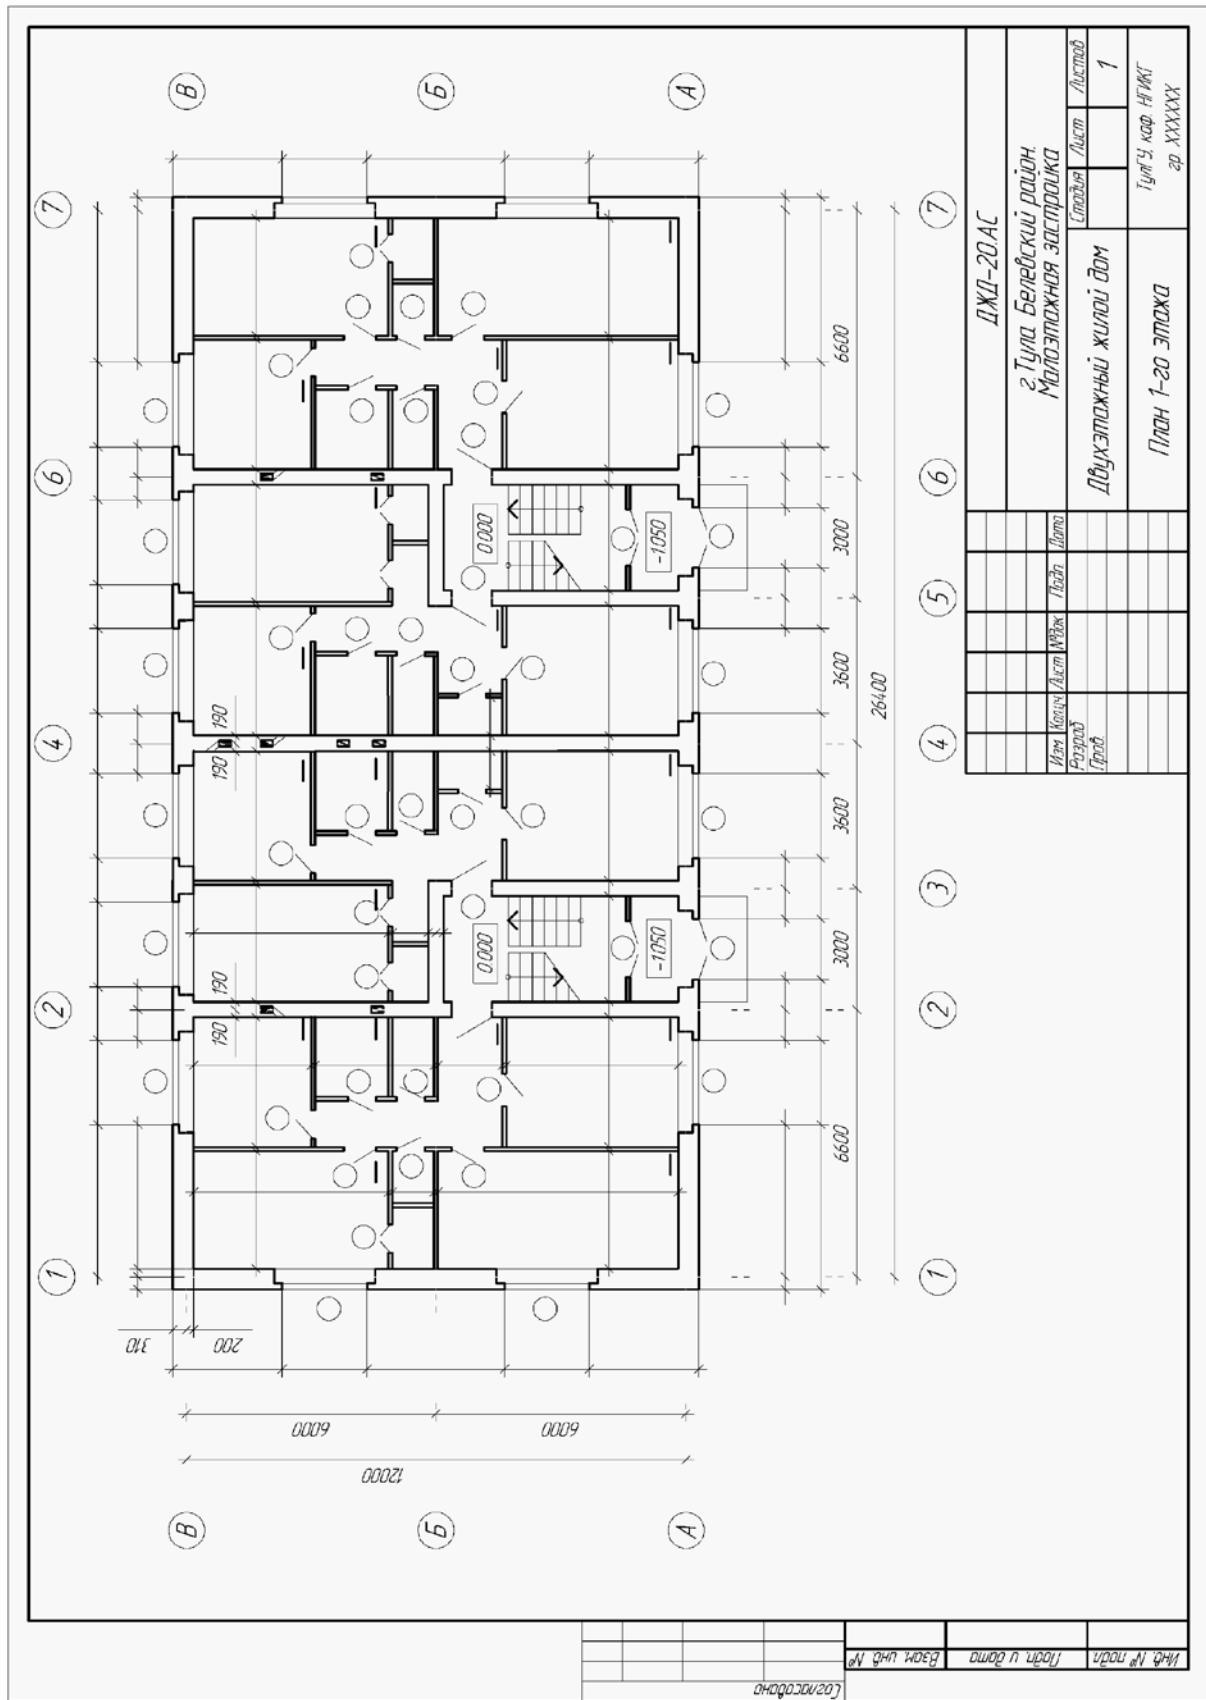 В
Б
А
7
7
6
6
5
4
4
3
2
2
1
1
В
Б
А
6600
3000
3600
3600
3000
6600
26400
0.000
-1.050
0.000
-1.050
190
190
190
190
310
200
6000
6000
12000
ДЖД-20.АС
г. Тула Белевский район.
Малоэтажная застройка
Изм. Кол.уч. Лист №док. Подп. Дата
Разраб.
Пров.
Двухэтажный жилой дом
Стадия Лист Листов
1
План 1-го этажа
ТулГУ, каф. НГИКГ
гр. XXXXXX
Согласовано
Взам. инв. №
Подп. и дата
Инв. № подл.